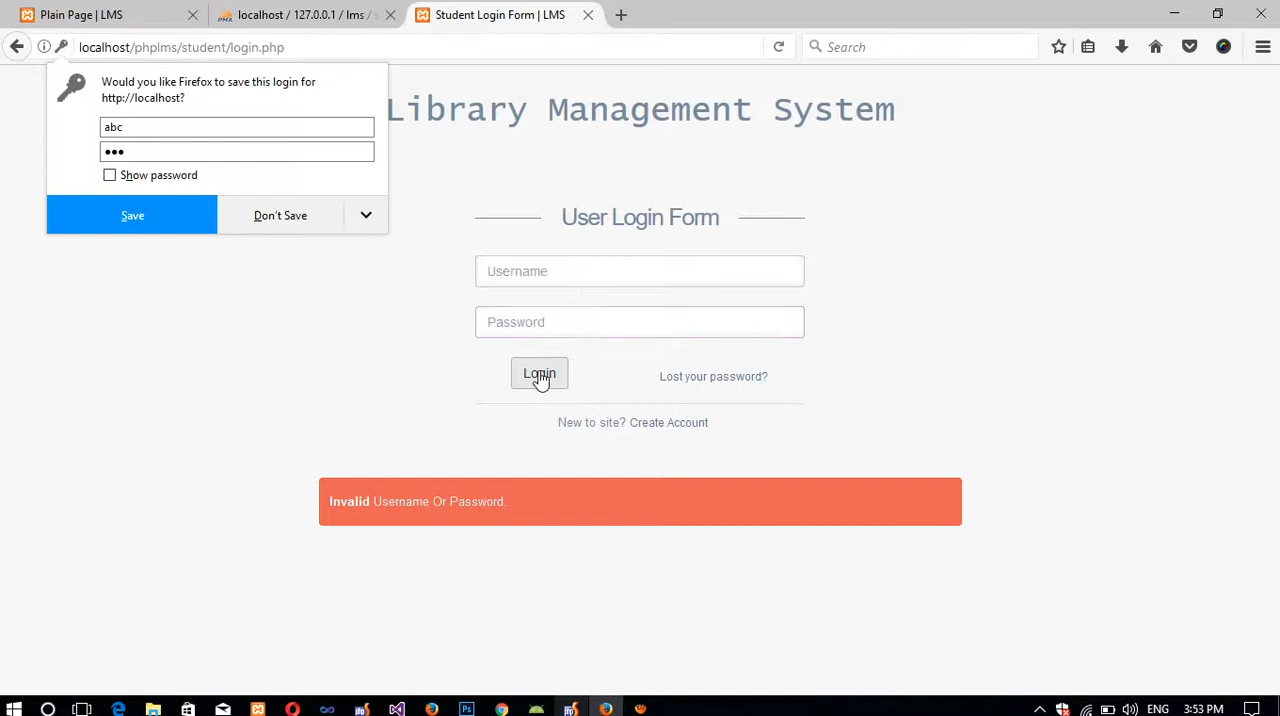 Plain Page | LMS
localhost / 127.0.0.1 / lms /
Student Login Form | LMS
localhost/phplms/student/login.php
Search
Would you like Firefox to save this login for
http://localhost?
abc
•••
Show password
Save
Don't Save
Library Management System
User Login Form
Username
Password
Login
Lost your password?
New to site? Create Account
Invalid Username Or Password.
ENG
3:53 PM